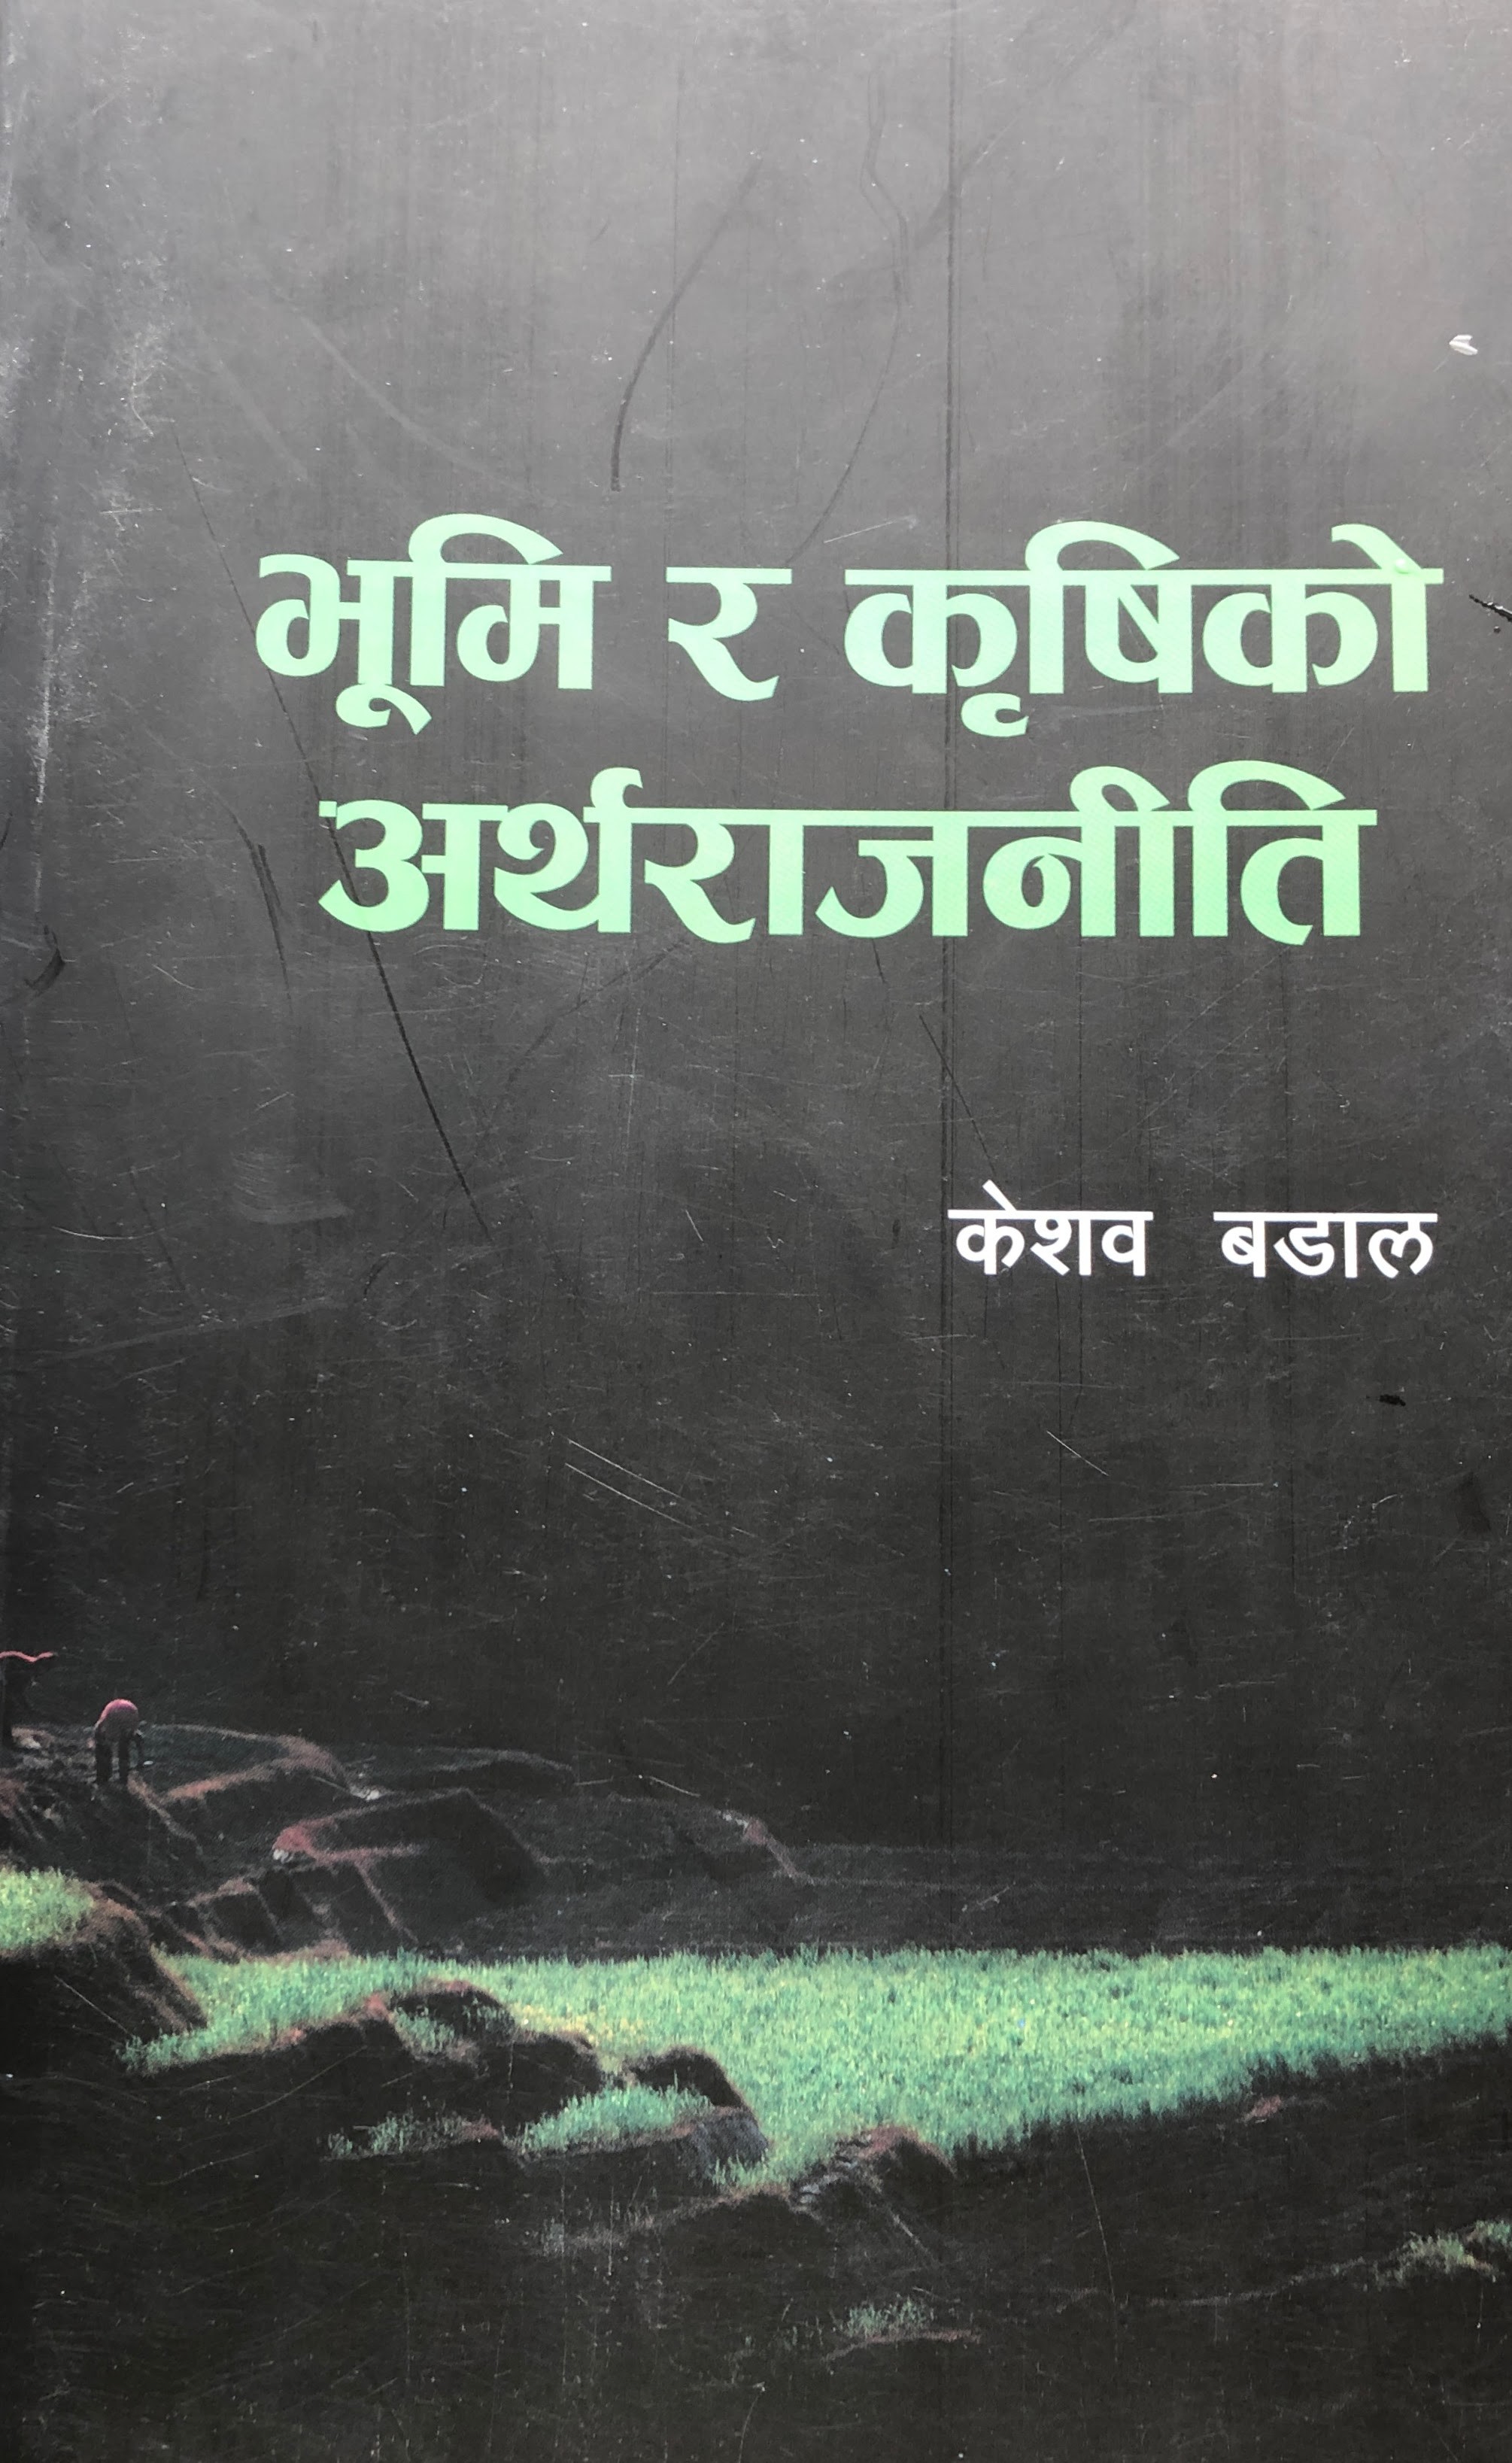 भूमि र कृषिको
अर्थराजनीति
केशव बडाल